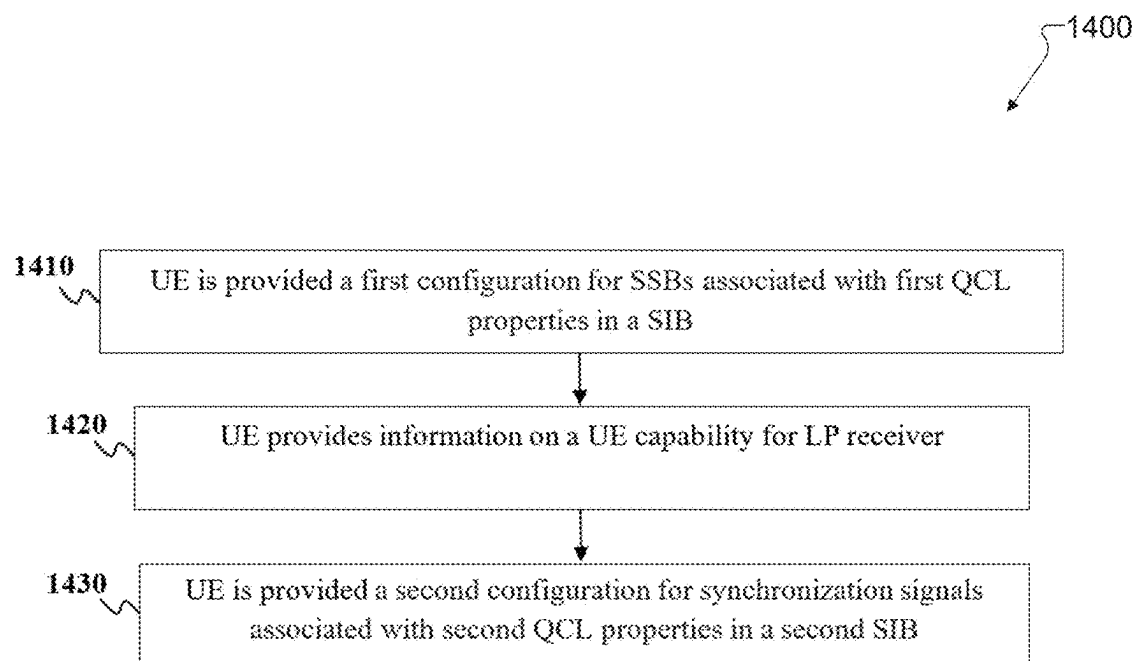 1400
1410
UE is provided a first configuration for SSBs associated with first QCL
properties in a SIB
1420
UE provides information on a UE capability for LP receiver
1430
UE is provided a second configuration for synchronization signals
associated with second QCL properties in a second SIB